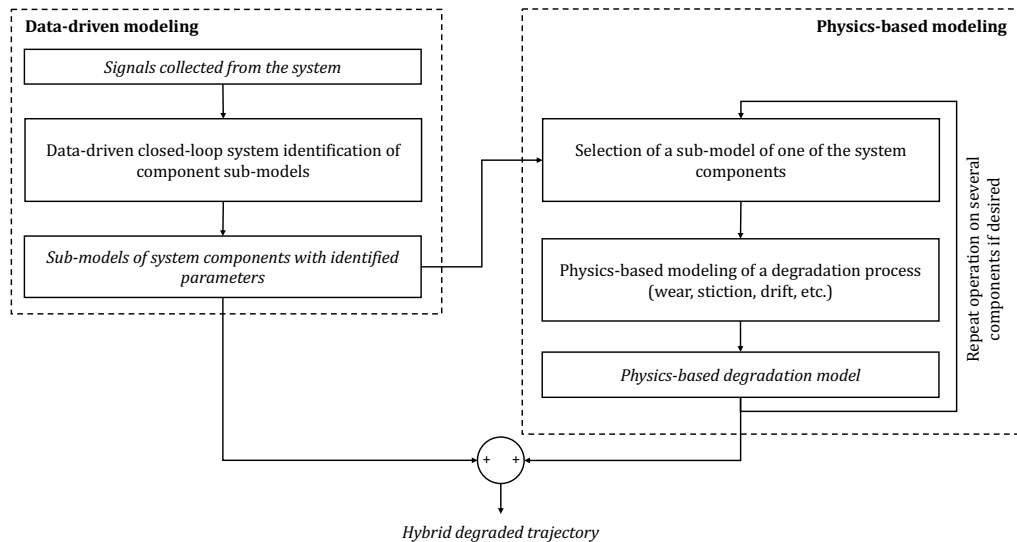 Data-driven modeling
Signals collected from the system
Data-driven closed-loop system identification of
component sub-models
Sub-models of system components with identified
parameters
Physics-based modeling
Selection of a sub-model of one of the system
components
Physics-based modeling of a degradation process
(wear, stiction, drift, etc.)
Physics-based degradation model
Repeat operation on several
components if desired
+ +
Hybrid degraded trajectory